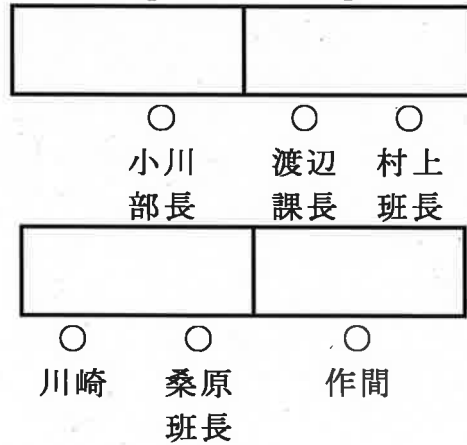 ○ ○ ○
小川 渡辺 村上
部長 課長 班長
○ ○ ○
川崎 桑原 作間
班長